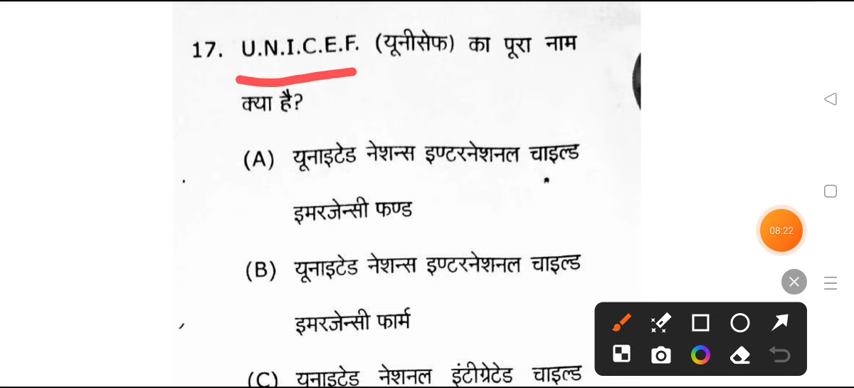 17. U.N.I.C.E.F. (यूनीसेफ) का पूरा नाम
क्या है?
(A) यूनाइटेड नेशन्स इण्टरनेशनल चाइल्ड
इमरजेन्सी फण्ड
(B) यूनाइटेड नेशन्स इण्टरनेशनल चाइल्ड
इमरजेन्सी फार्म
(C) यूनाइटेड नेशनल इंटीग्रेटेड चाइल्ड
08:22